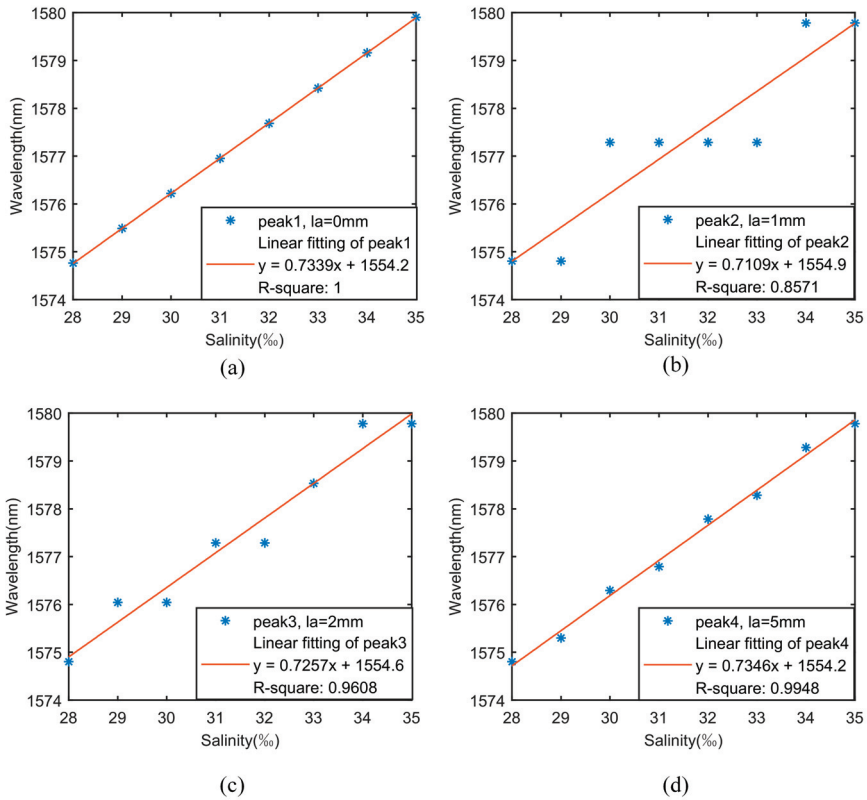 1580
1579
1578
1577
1576
1575
1574
Wavelength(nm)
peak1, la=0mm
Linear fitting of peak1
y = 0.7339x + 1554.2
R-square: 1
28 29 30 31 32 33 34 35
Salinity(‰)
(a)
1580
1579
1578
1577
1576
1575
1574
Wavelength(nm)
peak2, la=1mm
Linear fitting of peak2
y = 0.7109x + 1554.9
R-square: 0.8571
28 29 30 31 32 33 34 35
Salinity(‰)
(b)
1580
1579
1578
1577
1576
1575
1574
Wavelength(nm)
peak3, la=2mm
Linear fitting of peak3
y = 0.7257x + 1554.6
R-square: 0.9608
28 29 30 31 32 33 34 35
Salinity(‰)
(c)
1580
1579
1578
1577
1576
1575
1574
Wavelength(nm)
peak4, la=5mm
Linear fitting of peak4
y = 0.7346x + 1554.2
R-square: 0.9948
28 29 30 31 32 33 34 35
Salinity(‰)
(d)